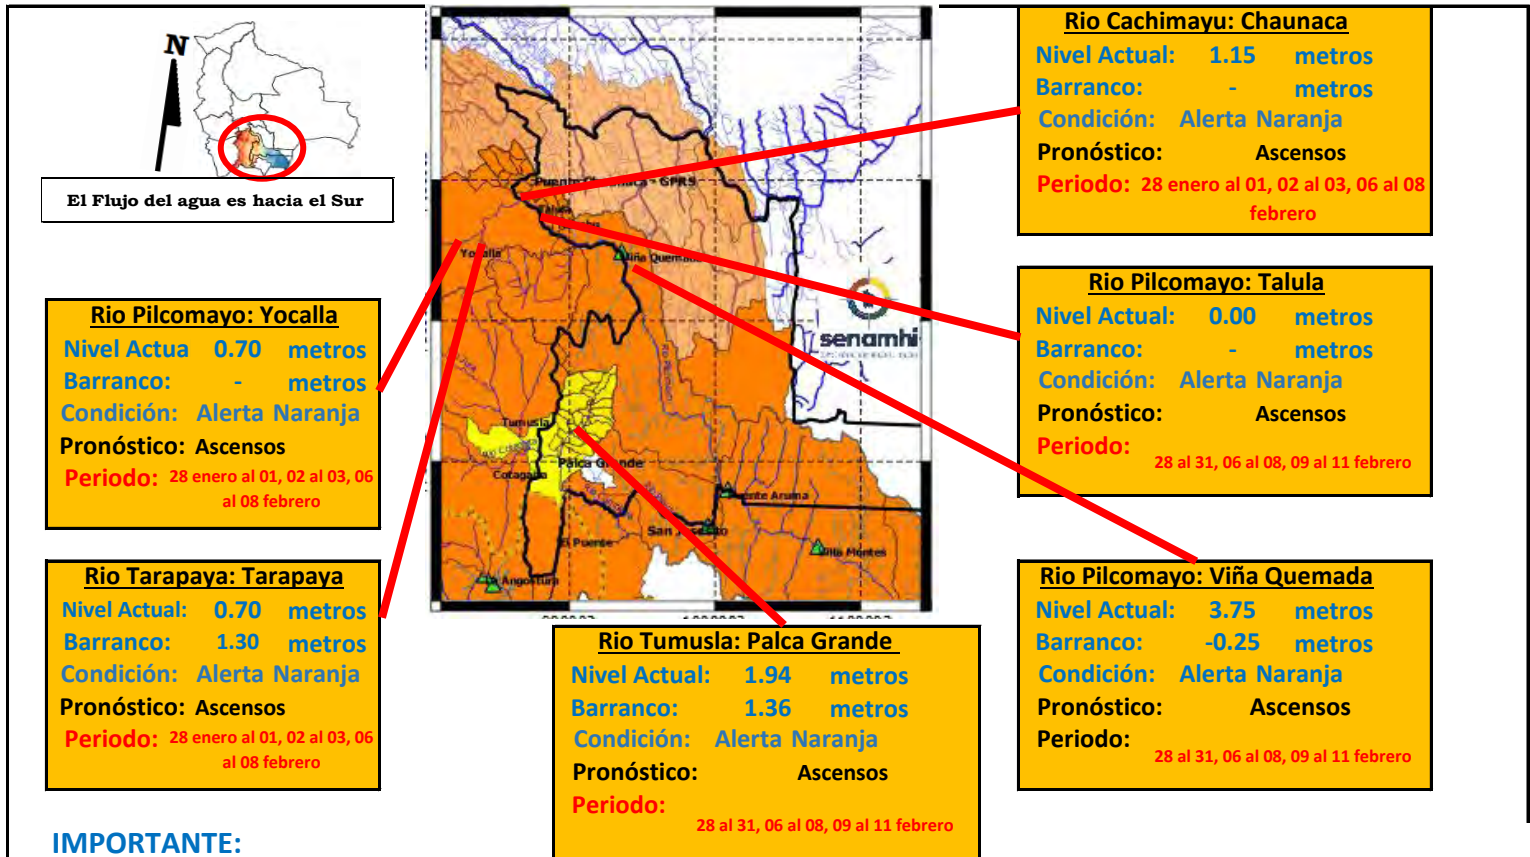 N
El Flujo del agua es hacia el Sur
Rio Cachimayu: Chaunaca
Nivel Actual: 1.15 metros
Barranco: - metros
Condición: Alerta Naranja
Pronóstico: Ascensos
Periodo: 28 enero al 01, 02 al 03, 06 al 08
febrero
Rio Pilcomayo: Talula
Nivel Actual: 0.00 metros
Barranco: - metros
Condición: Alerta Naranja
Pronóstico: Ascensos
Periodo:
28 al 31, 06 al 08, 09 al 11 febrero
Rio Pilcomayo: Yocalla
Nivel Actua 0.70 metros
Barranco: - metros
Condición: Alerta Naranja
Pronóstico: Ascensos
Periodo: 28 enero al 01, 02 al 03, 06
al 08 febrero
Rio Tarapaya: Tarapaya
Nivel Actual: 0.70 metros
Barranco: 1.30 metros
Condición: Alerta Naranja
Pronóstico: Ascensos
Periodo: 28 enero al 01, 02 al 03, 06
al 08 febrero
Rio Tumusla: Palca Grande
Nivel Actual: 1.94 metros
Barranco: 1.36 metros
Condición: Alerta Naranja
Pronóstico: Ascensos
Periodo:
28 al 31, 06 al 08, 09 al 11 febrero
Rio Pilcomayo: Viña Quemada
Nivel Actual: 3.75 metros
Barranco: -0.25 metros
Condición: Alerta Naranja
Pronóstico: Ascensos
Periodo:
28 al 31, 06 al 08, 09 al 11 febrero
Puente - GPRS
Yocalla
Viña Quemada
senamhi
Tumusla
Palca Grande
Cotagaita
Puente Aruma
San Josecito
El Puente
Villa Montes
Angostura
IMPORTANTE: